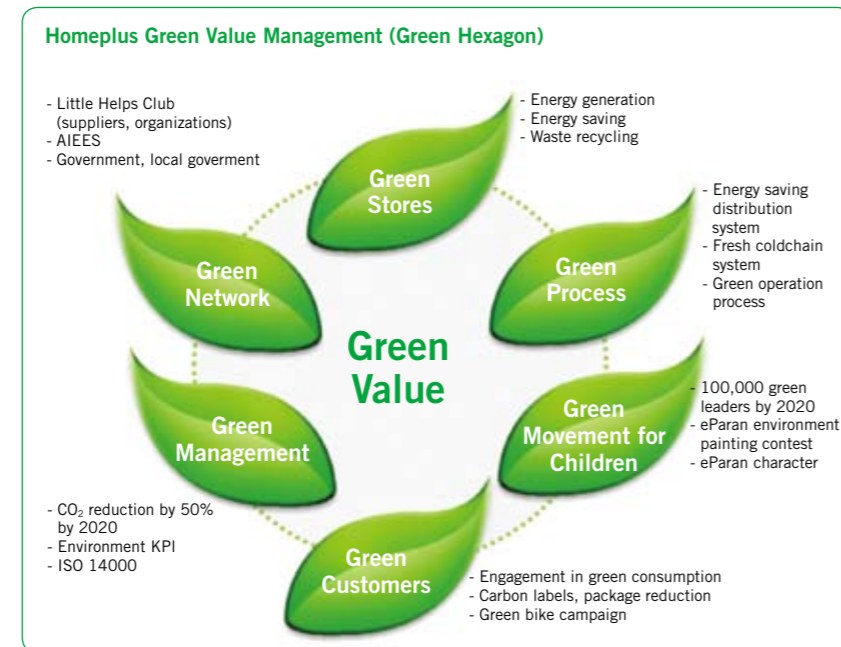 Homeplus Green Value Management (Green Hexagon)
- Little Helps Club
(suppliers, organizations)
- AIEES
- Government, local goverment
- Energy generation
- Energy saving
- Waste recycling
Green
Stores
- Energy saving
distribution
system
- Fresh coldchain
system
- Green operation
process
Green
Network
Green
Process
Green
Value
- 100,000 green
leaders by 2020
- eParan environment
painting contest
- eParan character
Green
Management
Green
Movement for
Children
- CO₂ reduction by 50%
by 2020
- Environment KPI
- ISO 14000
Green
Customers
- Engagement in green consumption
- Carbon labels, package reduction
- Green bike campaign